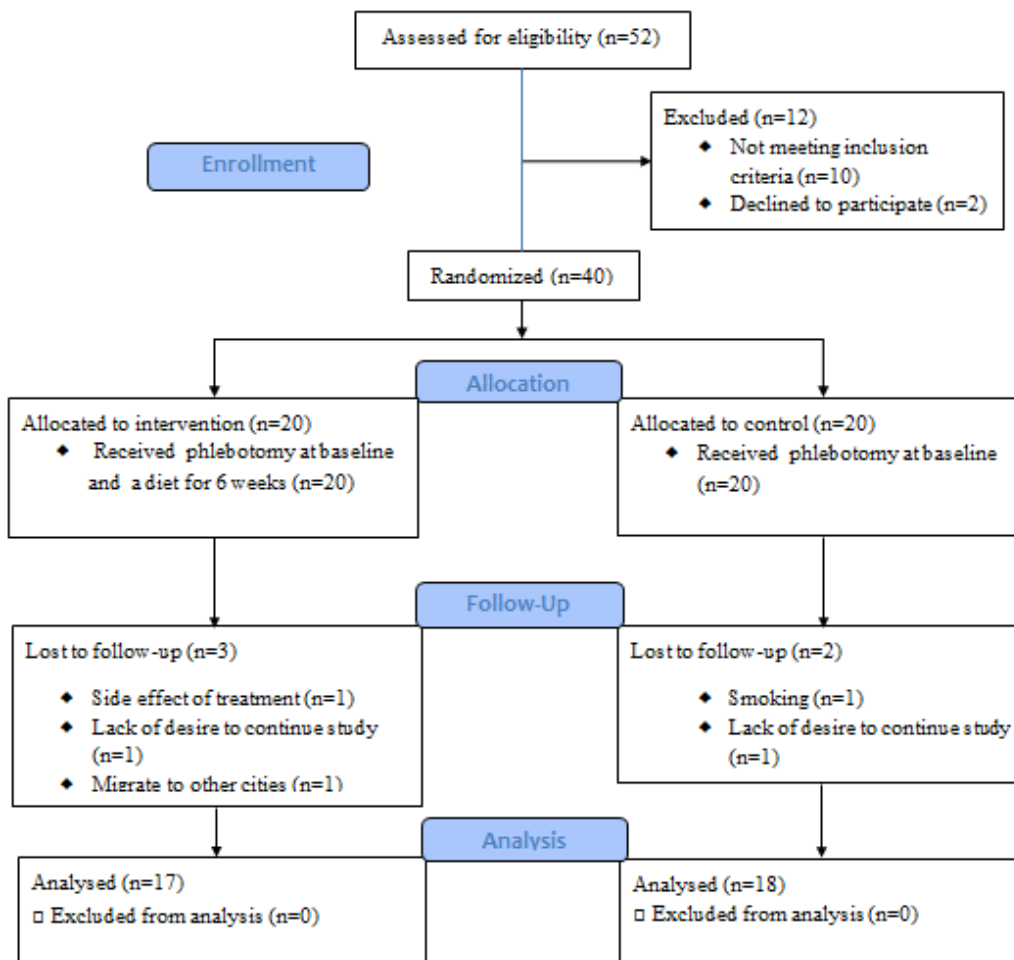 Assessed for eligibility (n=52)
Excluded (n=12)
◆ Not meeting inclusion
criteria (n=10)
◆ Declined to participate (n=2)
Enrollment
Randomized (n=40)
Allocation
Allocated to intervention (n=20)
◆ Received phlebotomy at baseline
and a diet for 6 weeks (n=20)
Allocated to control (n=20)
◆ Received phlebotomy at baseline
(n=20)
Follow-Up
Lost to follow-up (n=3)
◆ Side effect of treatment (n=1)
◆ Lack of desire to continue study
(n=1)
◆ Migrate to other cities (n=1)
Lost to follow-up (n=2)
◆ Smoking (n=1)
◆ Lack of desire to continue study
(n=1)
Analysis
Analysed (n=17)
□ Excluded from analysis (n=0)
Analysed (n=18)
□ Excluded from analysis (n=0)